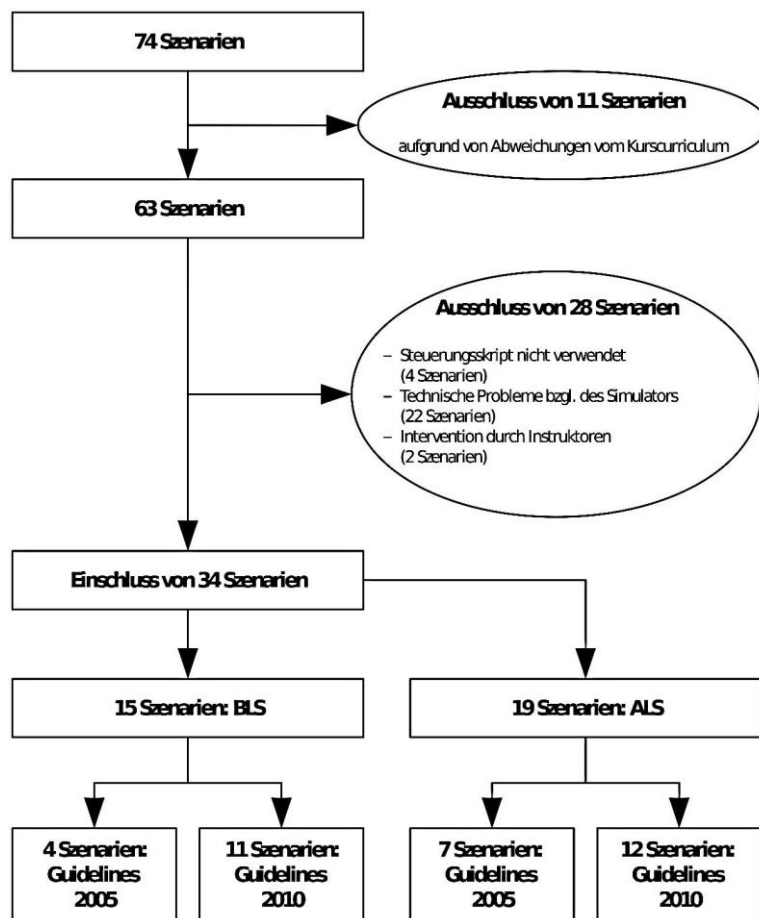 74 Szenarien
Ausschluss von 11 Szenarien
aufgrund von Abweichungen vom Kurscurriculum
63 Szenarien
Ausschluss von 28 Szenarien
– Steuerungsskript nicht verwendet
(4 Szenarien)
– Technische Probleme bzgl. des Simulators
(22 Szenarien)
– Intervention durch Instruktoren
(2 Szenarien)
Einschluss von 34 Szenarien
15 Szenarien: BLS
19 Szenarien: ALS
4 Szenarien:
Guidelines
2005
11 Szenarien:
Guidelines
2010
7 Szenarien:
Guidelines
2005
12 Szenarien:
Guidelines
2010